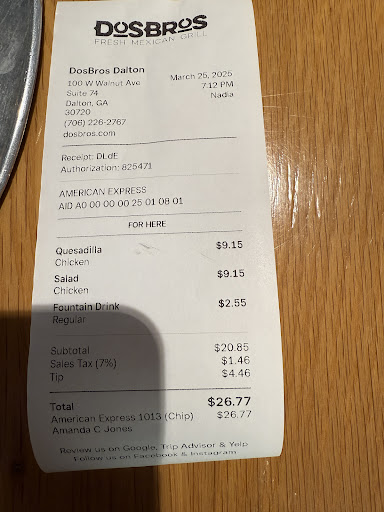 DOSBROS
FRESH MEXICAN GRILL
DosBros Dalton
100 W Walnut Ave
Suite 74
Dalton, GA
30720
(706) 226-2767
dosbros.com
March 25, 2025
7:12 PM
Nadia
Receipt: DLdE
Authorization: 825471
AMERICAN EXPRESS
AID A0 00 00 00 25 01 08 01
FOR HERE
Quesadilla $9.15
Chicken
Salad $9.15
Chicken
Fountain Drink $2.55
Regular
Subtotal $20.85
Sales Tax (7%) $1.46
Tip $4.46
Total $26.77
American Express 1013 (Chip) $26.77
Amanda C Jones
Review us on Google, Trip Advisor & Yelp
Follow us on Facebook & Instagram